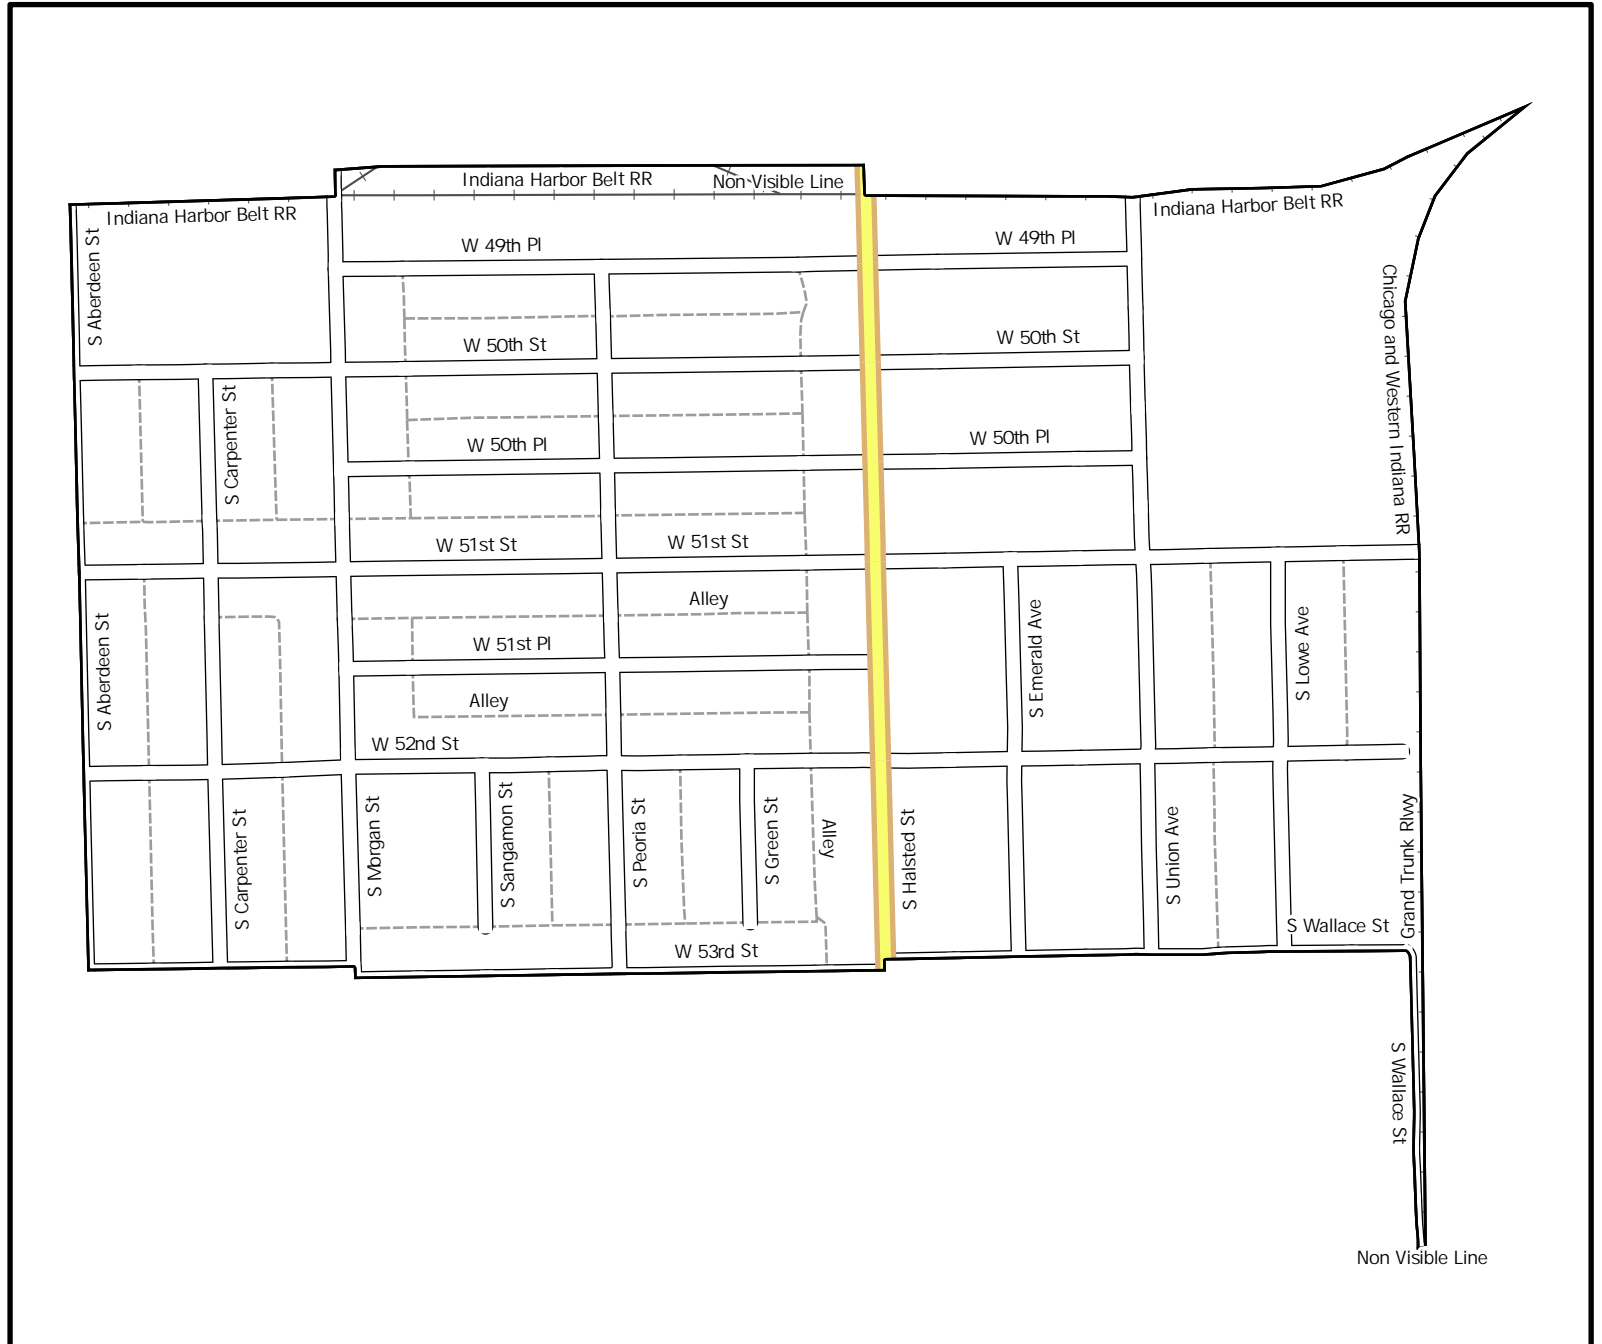 Indiana Harbor Belt RR
Non Visible Line
Indiana Harbor Belt RR
Indiana Harbor Belt RR
S Aberdeen St
W 49th Pl
W 49th Pl
Chicago and Western Indiana RR
W 50th St
W 50th St
S Carpenter St
W 50th Pl
W 50th Pl
W 51st St
W 51st St
Alley
S Aberdeen St
S Emerald Ave
S Lowe Ave
W 51st Pl
Alley
W 52nd St
S Carpenter St
S Morgan St
S Sangamon St
S Peoria St
S Green St
Alley
S Halsted St
S Union Ave
Grand Trunk Rlwy
S Wallace St
W 53rd St
S Wallace St
Non Visible Line